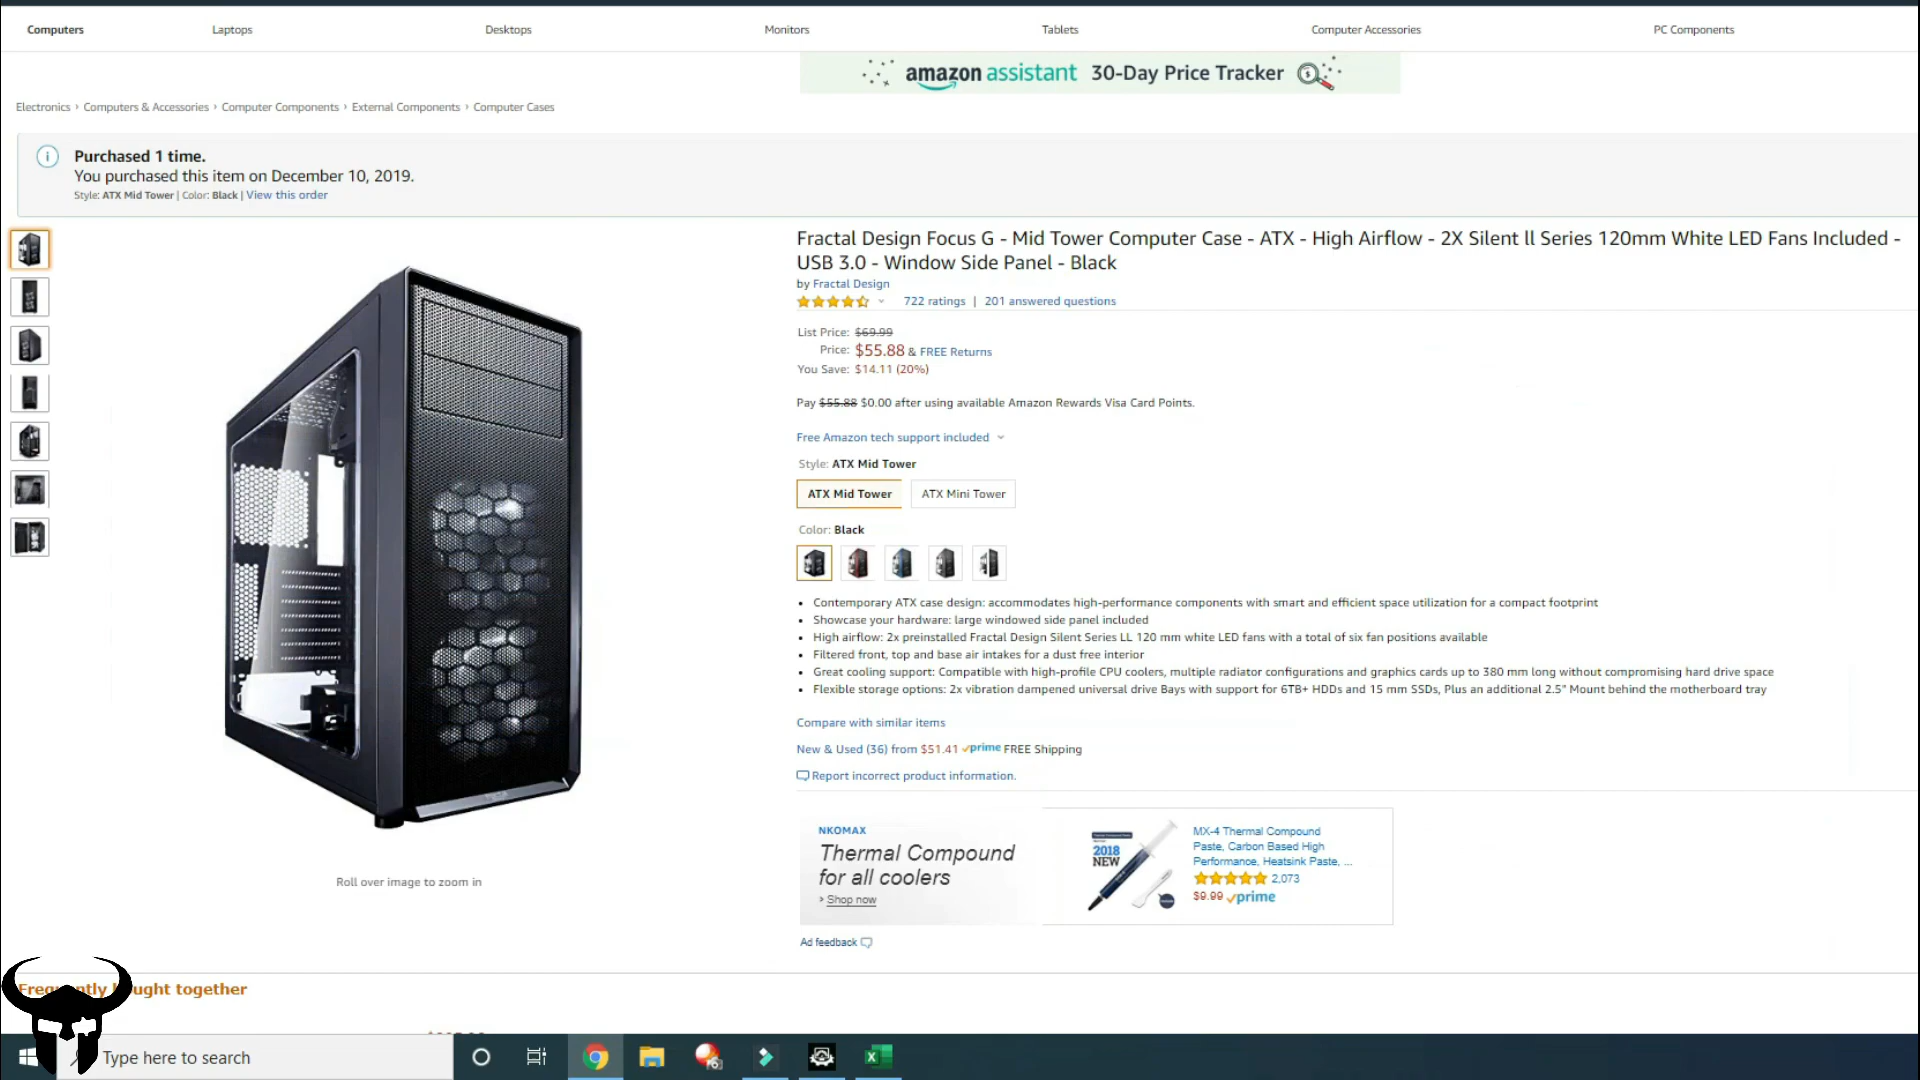 Computers
Laptops
Desktops
Monitors
Tablets
Computer Accessories
PC Components
amazon assistant 30-Day Price Tracker
Electronics › Computers & Accessories › Computer Components › External Components › Computer Cases
Purchased 1 time.
You purchased this item on December 10, 2019.
Style: ATX Mid Tower | Color: Black | View this order
Fractal Design Focus G - Mid Tower Computer Case - ATX - High Airflow - 2X Silent ll Series 120mm White LED Fans Included -
USB 3.0 - Window Side Panel - Black
by Fractal Design
722 ratings | 201 answered questions
List Price: $69.99
Price: $55.88 & FREE Returns
You Save: $14.11 (20%)
Pay $55.88 $0.00 after using available Amazon Rewards Visa Card Points.
Free Amazon tech support included
Style: ATX Mid Tower
ATX Mid Tower
ATX Mini Tower
Color: Black
• Contemporary ATX case design: accommodates high-performance components with smart and efficient space utilization for a compact footprint
• Showcase your hardware: large windowed side panel included
• High airflow: 2x preinstalled Fractal Design Silent Series LL 120 mm white LED fans with a total of six fan positions available
• Filtered front, top and base air intakes for a dust free interior
• Great cooling support: Compatible with high-profile CPU coolers, multiple radiator configurations and graphics cards up to 380 mm long without compromising hard drive space
• Flexible storage options: 2x vibration dampened universal drive Bays with support for 6TB+ HDDs and 15 mm SSDs, Plus an additional 2.5" Mount behind the motherboard tray
Compare with similar items
New & Used (36) from $51.41 prime FREE Shipping
Report incorrect product information.
NKOMAX
Thermal Compound
for all coolers
› Shop now
2018
NEW
MX-4 Thermal Compound
Paste, Carbon Based High
Performance, Heatsink Paste, ...
2,073
$9.99 prime
Ad feedback
Roll over image to zoom in
together
Type here to search